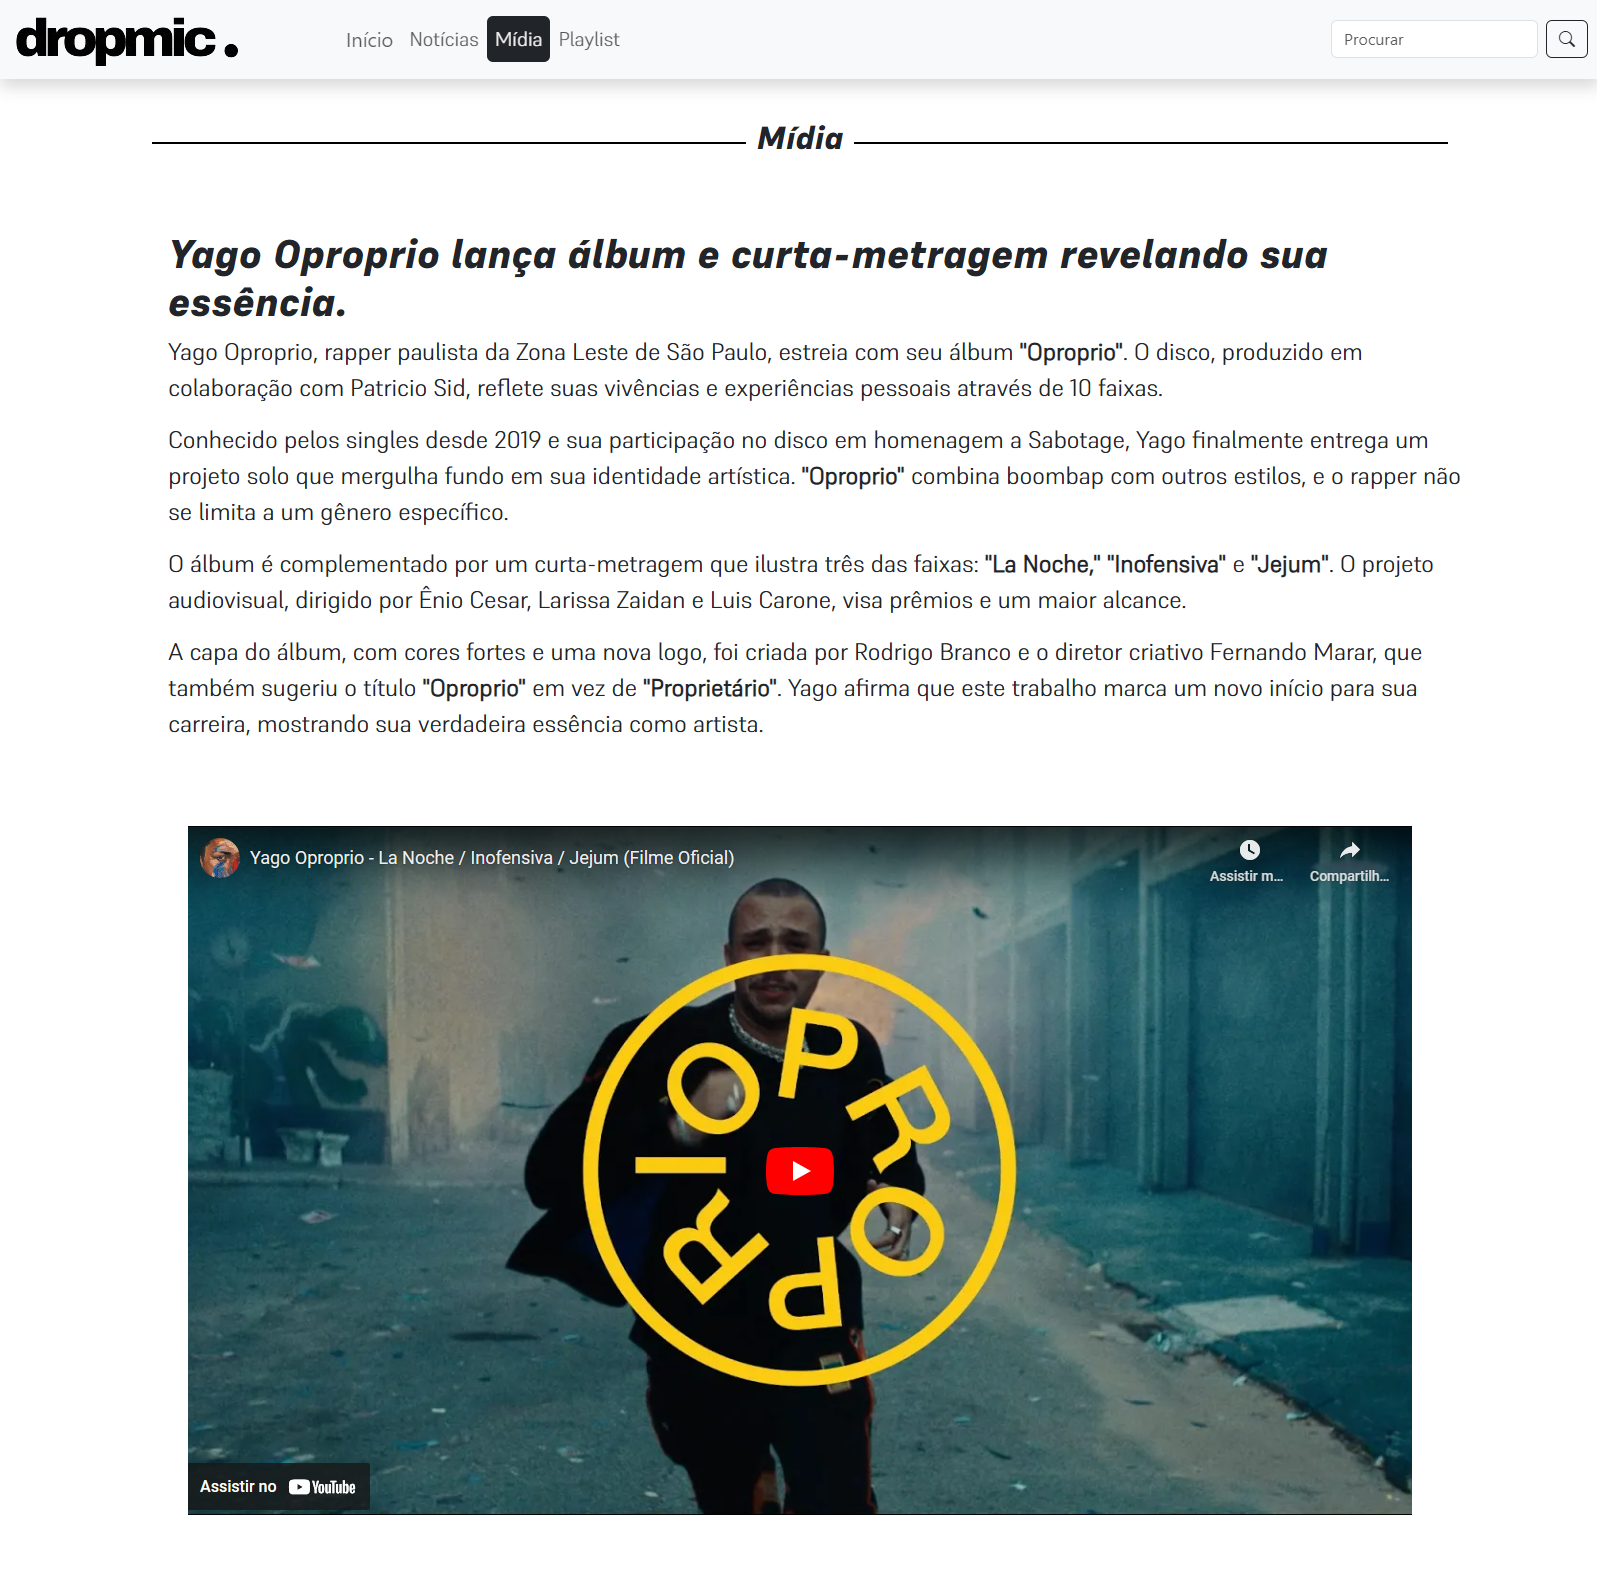 dropmic.
Início Notícias Mídia Playlist
Procurar
Mídia
Yago Oproprio lança álbum e curta-metragem revelando sua
essência.
Yago Oproprio, rapper paulista da Zona Leste de São Paulo, estreia com seu álbum "Oproprio". O disco, produzido em
colaboração com Patricio Sid, reflete suas vivências e experiências pessoais através de 10 faixas.
Conhecido pelos singles desde 2019 e sua participação no disco em homenagem a Sabotage, Yago finalmente entrega um
projeto solo que mergulha fundo em sua identidade artística. "Oproprio" combina boombap com outros estilos, e o rapper não
se limita a um gênero específico.
O álbum é complementado por um curta-metragem que ilustra três das faixas: "La Noche," "Inofensiva" e "Jejum". O projeto
audiovisual, dirigido por Ênio Cesar, Larissa Zaidan e Luis Carone, visa prêmios e um maior alcance.
A capa do álbum, com cores fortes e uma nova logo, foi criada por Rodrigo Branco e o diretor criativo Fernando Marar, que
também sugeriu o título "Oproprio" em vez de "Proprietário". Yago afirma que este trabalho marca um novo início para sua
carreira, mostrando sua verdadeira essência como artista.
Yago Oproprio - La Noche / Inofensiva / Jejum (Filme Oficial)
Assistir m... Compartilh...
OPROPRIO
Assistir no YouTube